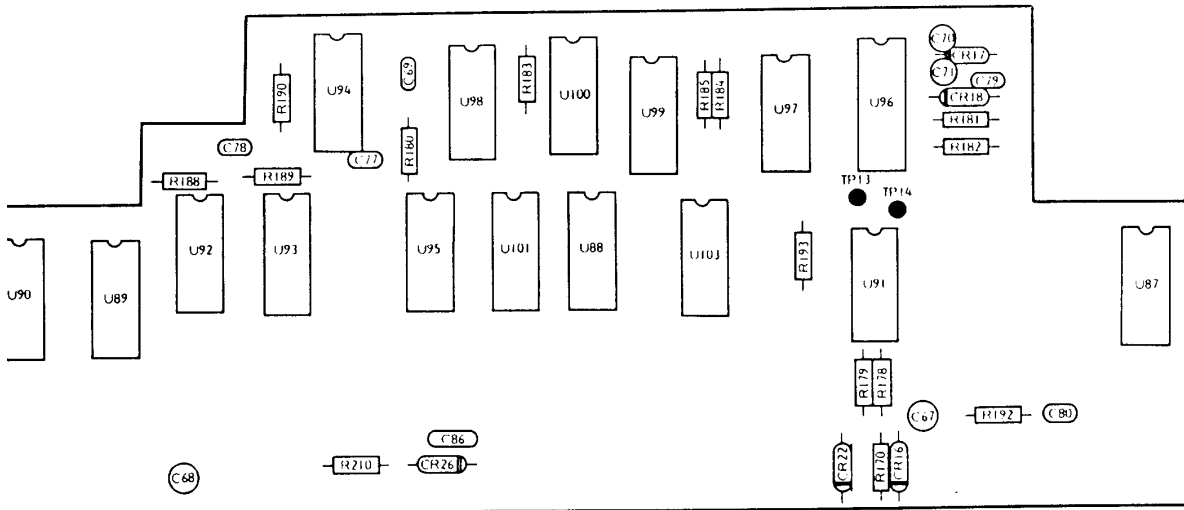 C70
CR17
C71
C79
CR18
R181
R182
R190
U94
C69
U98
R183
U100
U99
R185
R184
U97
U96
C78
C77
R180
R188
R189
TP13
TP14
U90
U89
U92
U93
U95
U101
U88
U103
R193
U91
U87
R179
R178
C67
R192
C80
C86
C68
R210
CR26
CR22
R170
CR16